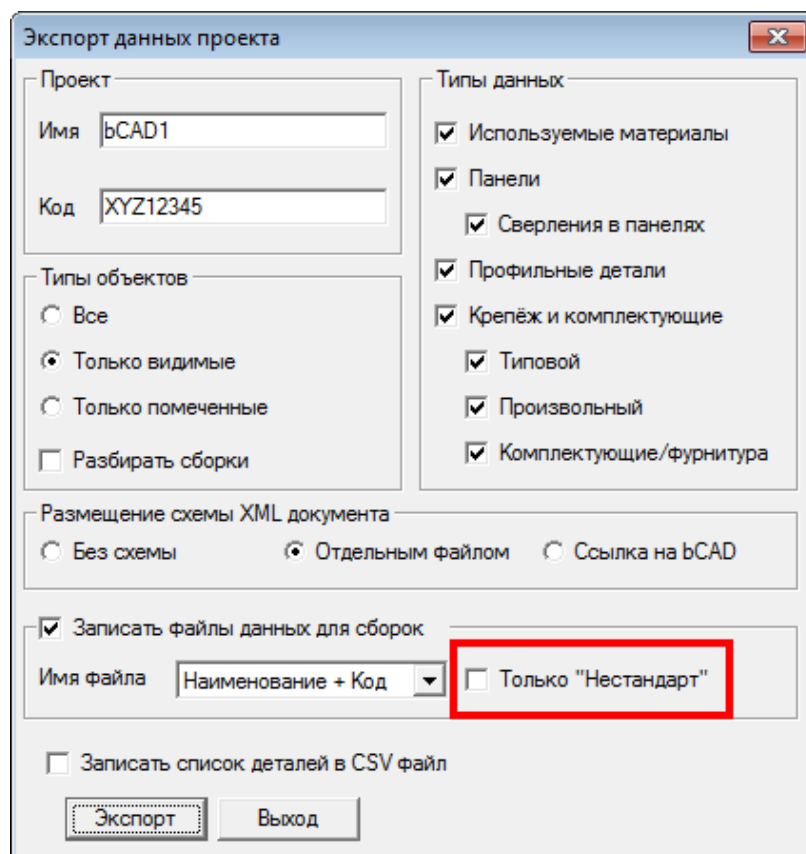 Экспорт данных проекта
Проект
Имя bCAD1
Код XYZ12345
Типы объектов
Все
Только видимые
Только помеченные
Разбирать сборки
Типы данных
Используемые материалы
Панели
Сверления в панелях
Профильные детали
Крепёж и комплектующие
Типовой
Произвольный
Комплектующие/фурнитура
Размещение схемы XML документа
Без схемы Отдельным файлом Ссылка на bCAD
Записать файлы данных для сборок
Имя файла Наименование + Код Только "Нестандарт"
Записать список деталей в CSV файл
Экспорт Выход